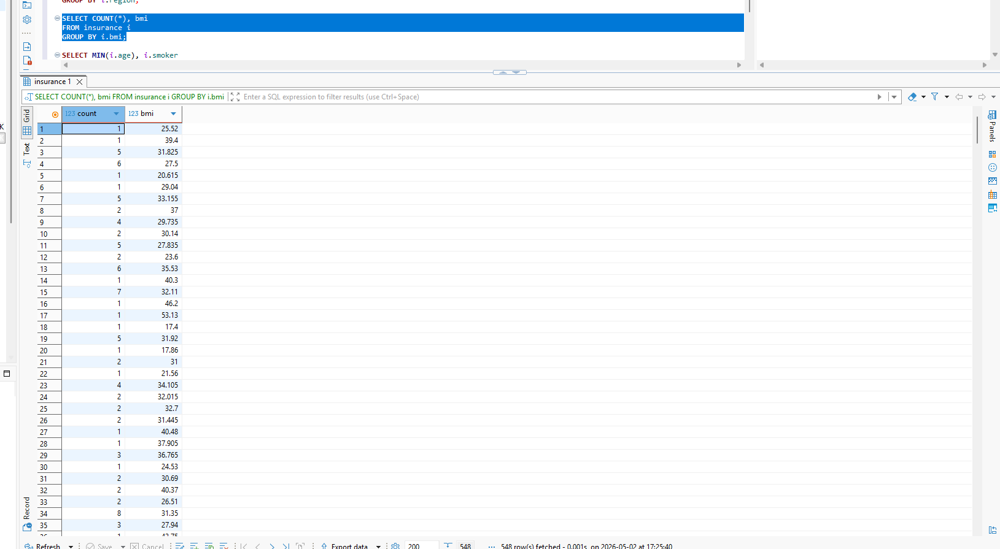 GROUP BY i.region;
SELECT COUNT(*), bmi
FROM insurance i
GROUP BY i.bmi;
SELECT MIN(i.age), i.smoker
insurance 1
SELECT COUNT(*), bmi FROM insurance i GROUP BY i.bmi
Enter a SQL expression to filter results (use Ctrl+Space)
Grid
Text
Record
Panels
K
123 count 123 bmi
1 1 25.52
2 1 39.4
3 5 31.825
4 6 27.5
5 1 20.615
6 1 29.04
7 5 33.155
8 2 37
9 4 29.735
10 2 30.14
11 5 27.835
12 2 23.6
13 6 35.53
14 1 40.3
15 7 32.11
16 1 46.2
17 1 53.13
18 1 17.4
19 5 31.92
20 1 17.86
21 2 31
22 1 21.56
23 4 34.105
24 2 32.015
25 2 32.7
26 2 31.445
27 1 40.48
28 1 37.905
29 3 36.765
30 1 24.53
31 2 30.69
32 2 40.37
33 2 26.51
34 8 31.35
35 3 27.94
Refresh Save Cancel Export data 200 548 548 row(s) fetched - 0.001s, on 2026-05-02 at 17:25:40